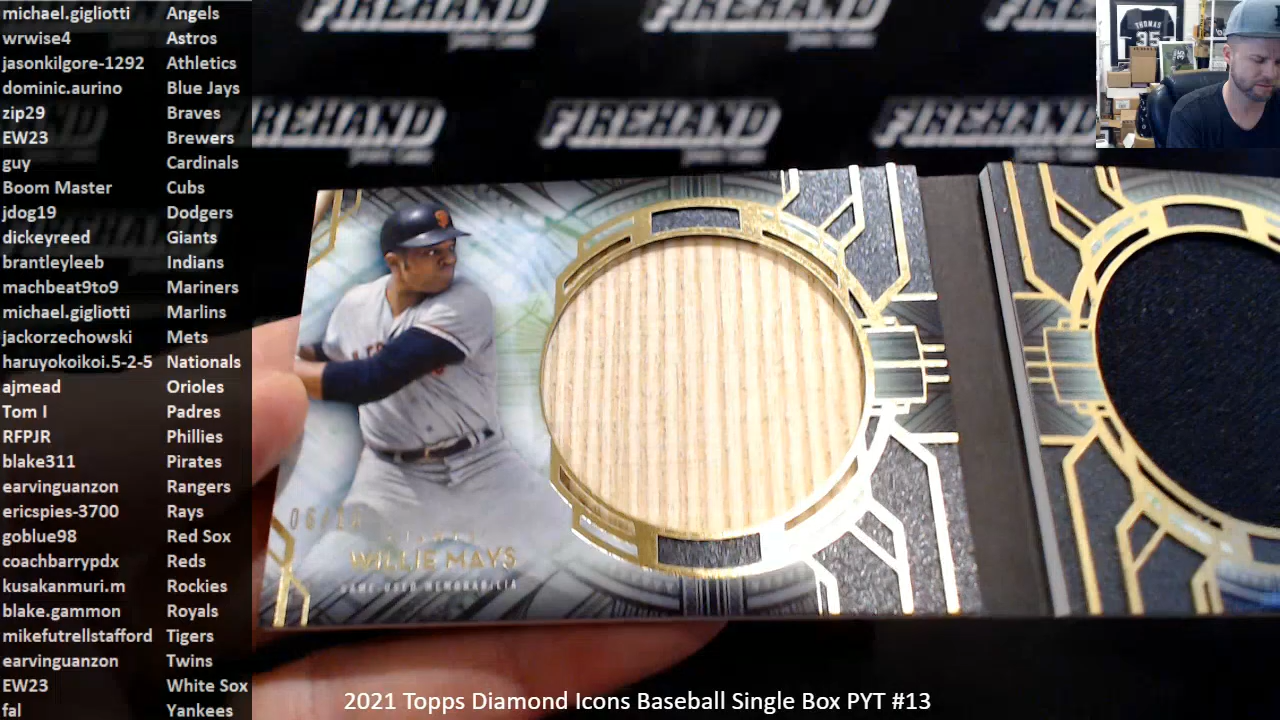 michael.gigliotti Angels
wrwise4 Astros
jasonkilgore-1292 Athletics
dominic.aurino Blue Jays
zip29 Braves
EW23 Brewers
guy Cardinals
Boom Master Cubs
jdog19 Dodgers
dickeyreed Giants
brantleyleeb Indians
machbeat9to9 Mariners
michael.gigliotti Marlins
jackorzechowski Mets
haruyokoikoi.5-2-5 Nationals
ajmead Orioles
Tom I Padres
RFPJR Phillies
blake311 Pirates
earvinguanzon Rangers
ericspies-3700 Rays
goblue98 Red Sox
coachbarrypdx Reds
kusakanmuri.m Rockies
blake.gammon Royals
mikefutrellstafford Tigers
earvinguanzon Twins
EW23 White Sox
fal Yankees
FIREHAND
THOMAS
35
WILLIE MAYS
GAME-USED MEMORABILIA
2021 Topps Diamond Icons Baseball Single Box PYT #13